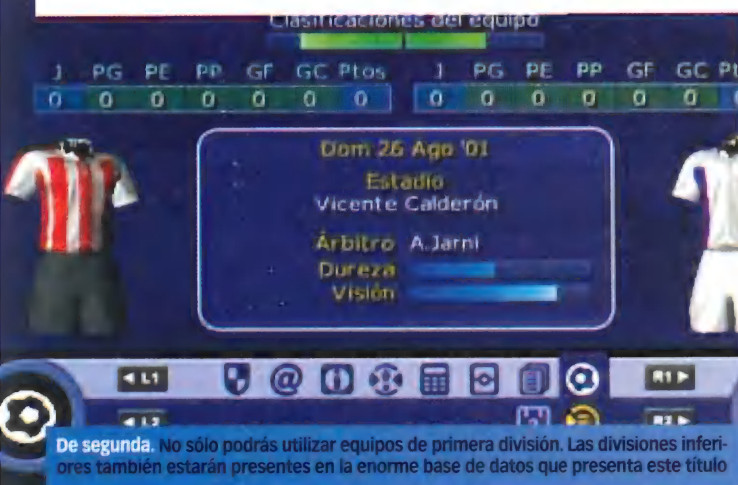 Clasificaciones del equipo
J PG PE PP GF GC Ptos J PG PE PP GF GC
0 0 0 0 0 0 0 0 0 0 0 0 0
Dom 26 Ago '01
Estadio
Vicente Calderón
Árbitro A.Jarni
Dureza
Visión
◄ L1 @ R1 ►
◄ L2 R2 ►
De segunda. No sólo podrás utilizar equipos de primera división. Las divisiones inferi-
ores también estarán presentes en la enorme base de datos que presenta este título